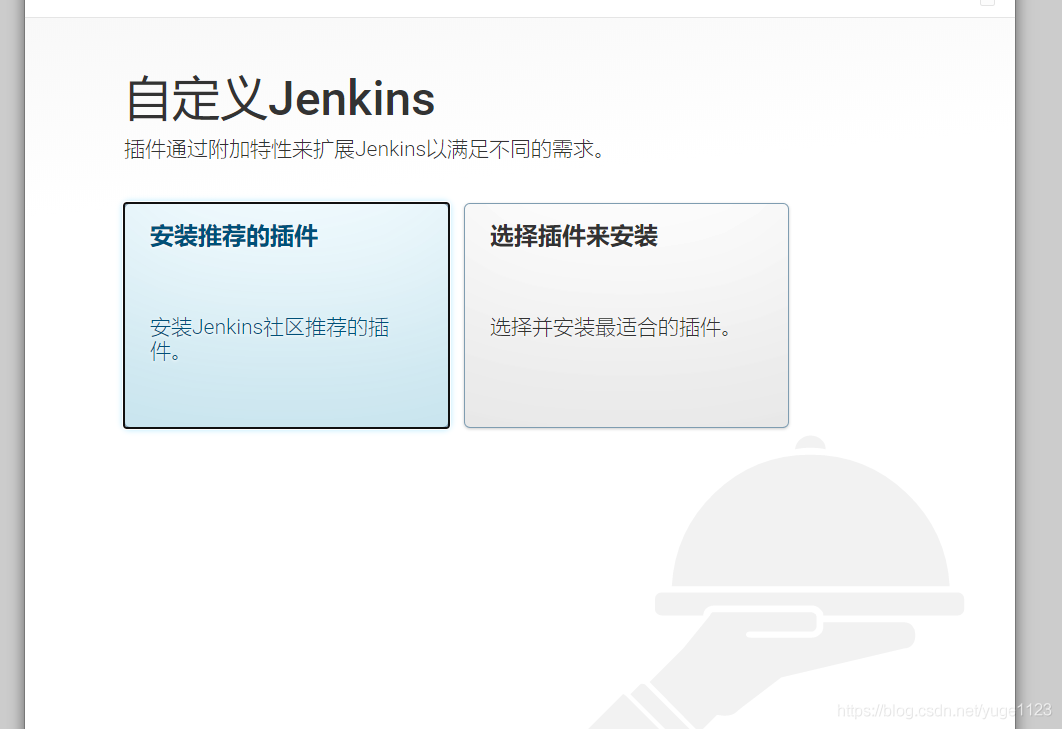 自定义Jenkins
插件通过附加特性来扩展Jenkins以满足不同的需求。
安装推荐的插件
安装Jenkins社区推荐的插
件。
选择插件来安装
选择并安装最适合的插件。
https://blog.csdn.net/yuge1123